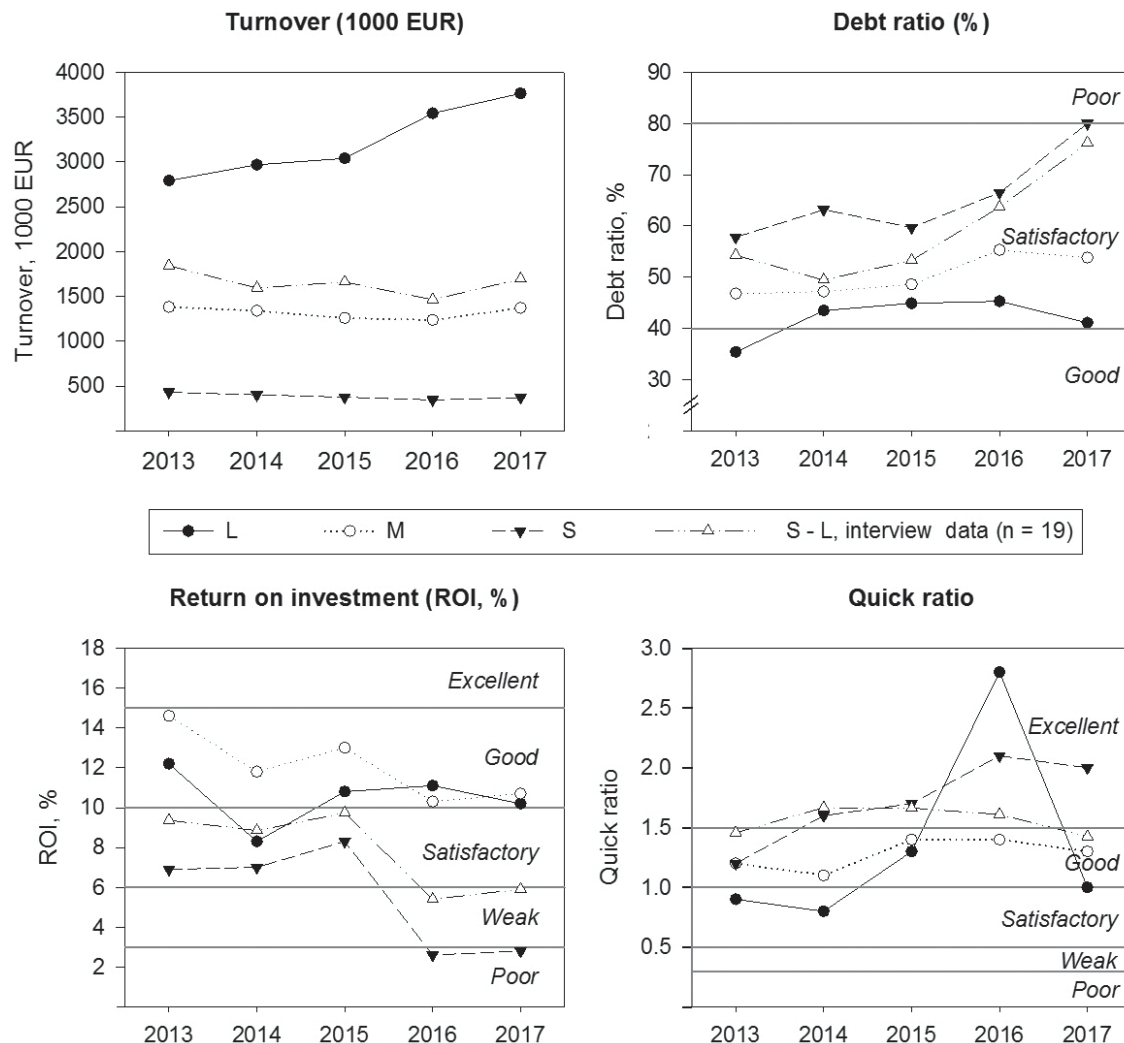 Turnover (1000 EUR)
Turnover, 1000 EUR
4000
3500
3000
2500
2000
1500
1000
500
2013 2014 2015 2016 2017
Debt ratio (%)
Debt ratio, %
90
80
70
60
50
40
30
Poor
Satisfactory
Good
2013 2014 2015 2016 2017
L M S S - L, interview data (n = 19)
Return on investment (ROI, %)
ROI, %
18
16
14
12
10
8
6
4
2
Excellent
Good
Satisfactory
Weak
Poor
2013 2014 2015 2016 2017
Quick ratio
Quick ratio
3.0
2.5
2.0
1.5
1.0
0.5
Excellent
Good
Satisfactory
Weak
Poor
2013 2014 2015 2016 2017